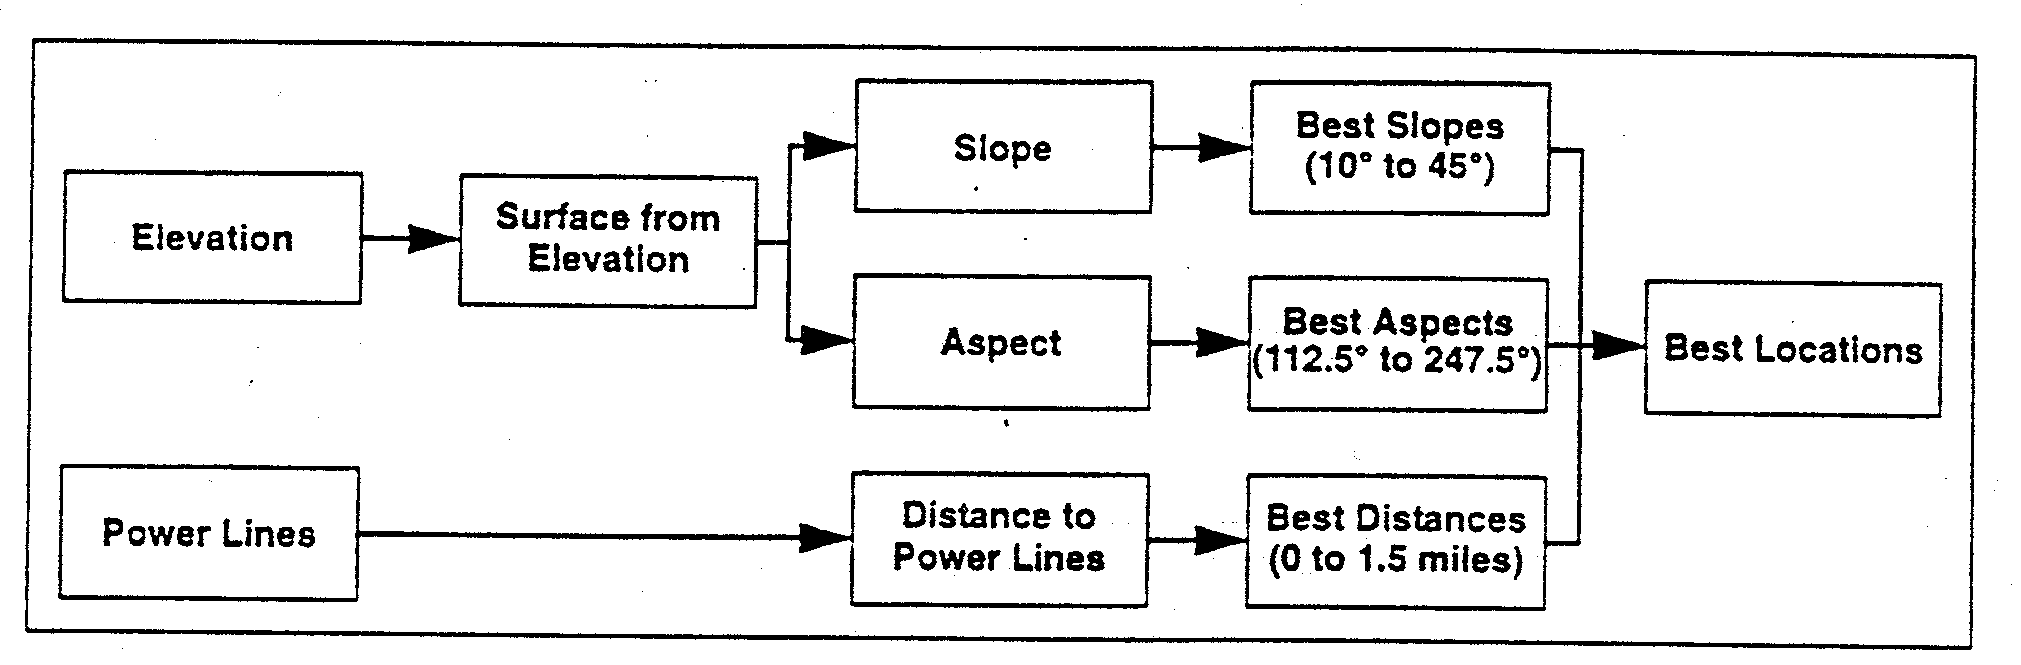 Elevation
Surface from
Elevation
Slope
Best Slopes
(10° to 45°)
Aspect
Best Aspects
(112.5° to 247.5°)
Best Locations
Power Lines
Distance to
Power Lines
Best Distances
(0 to 1.5 miles)